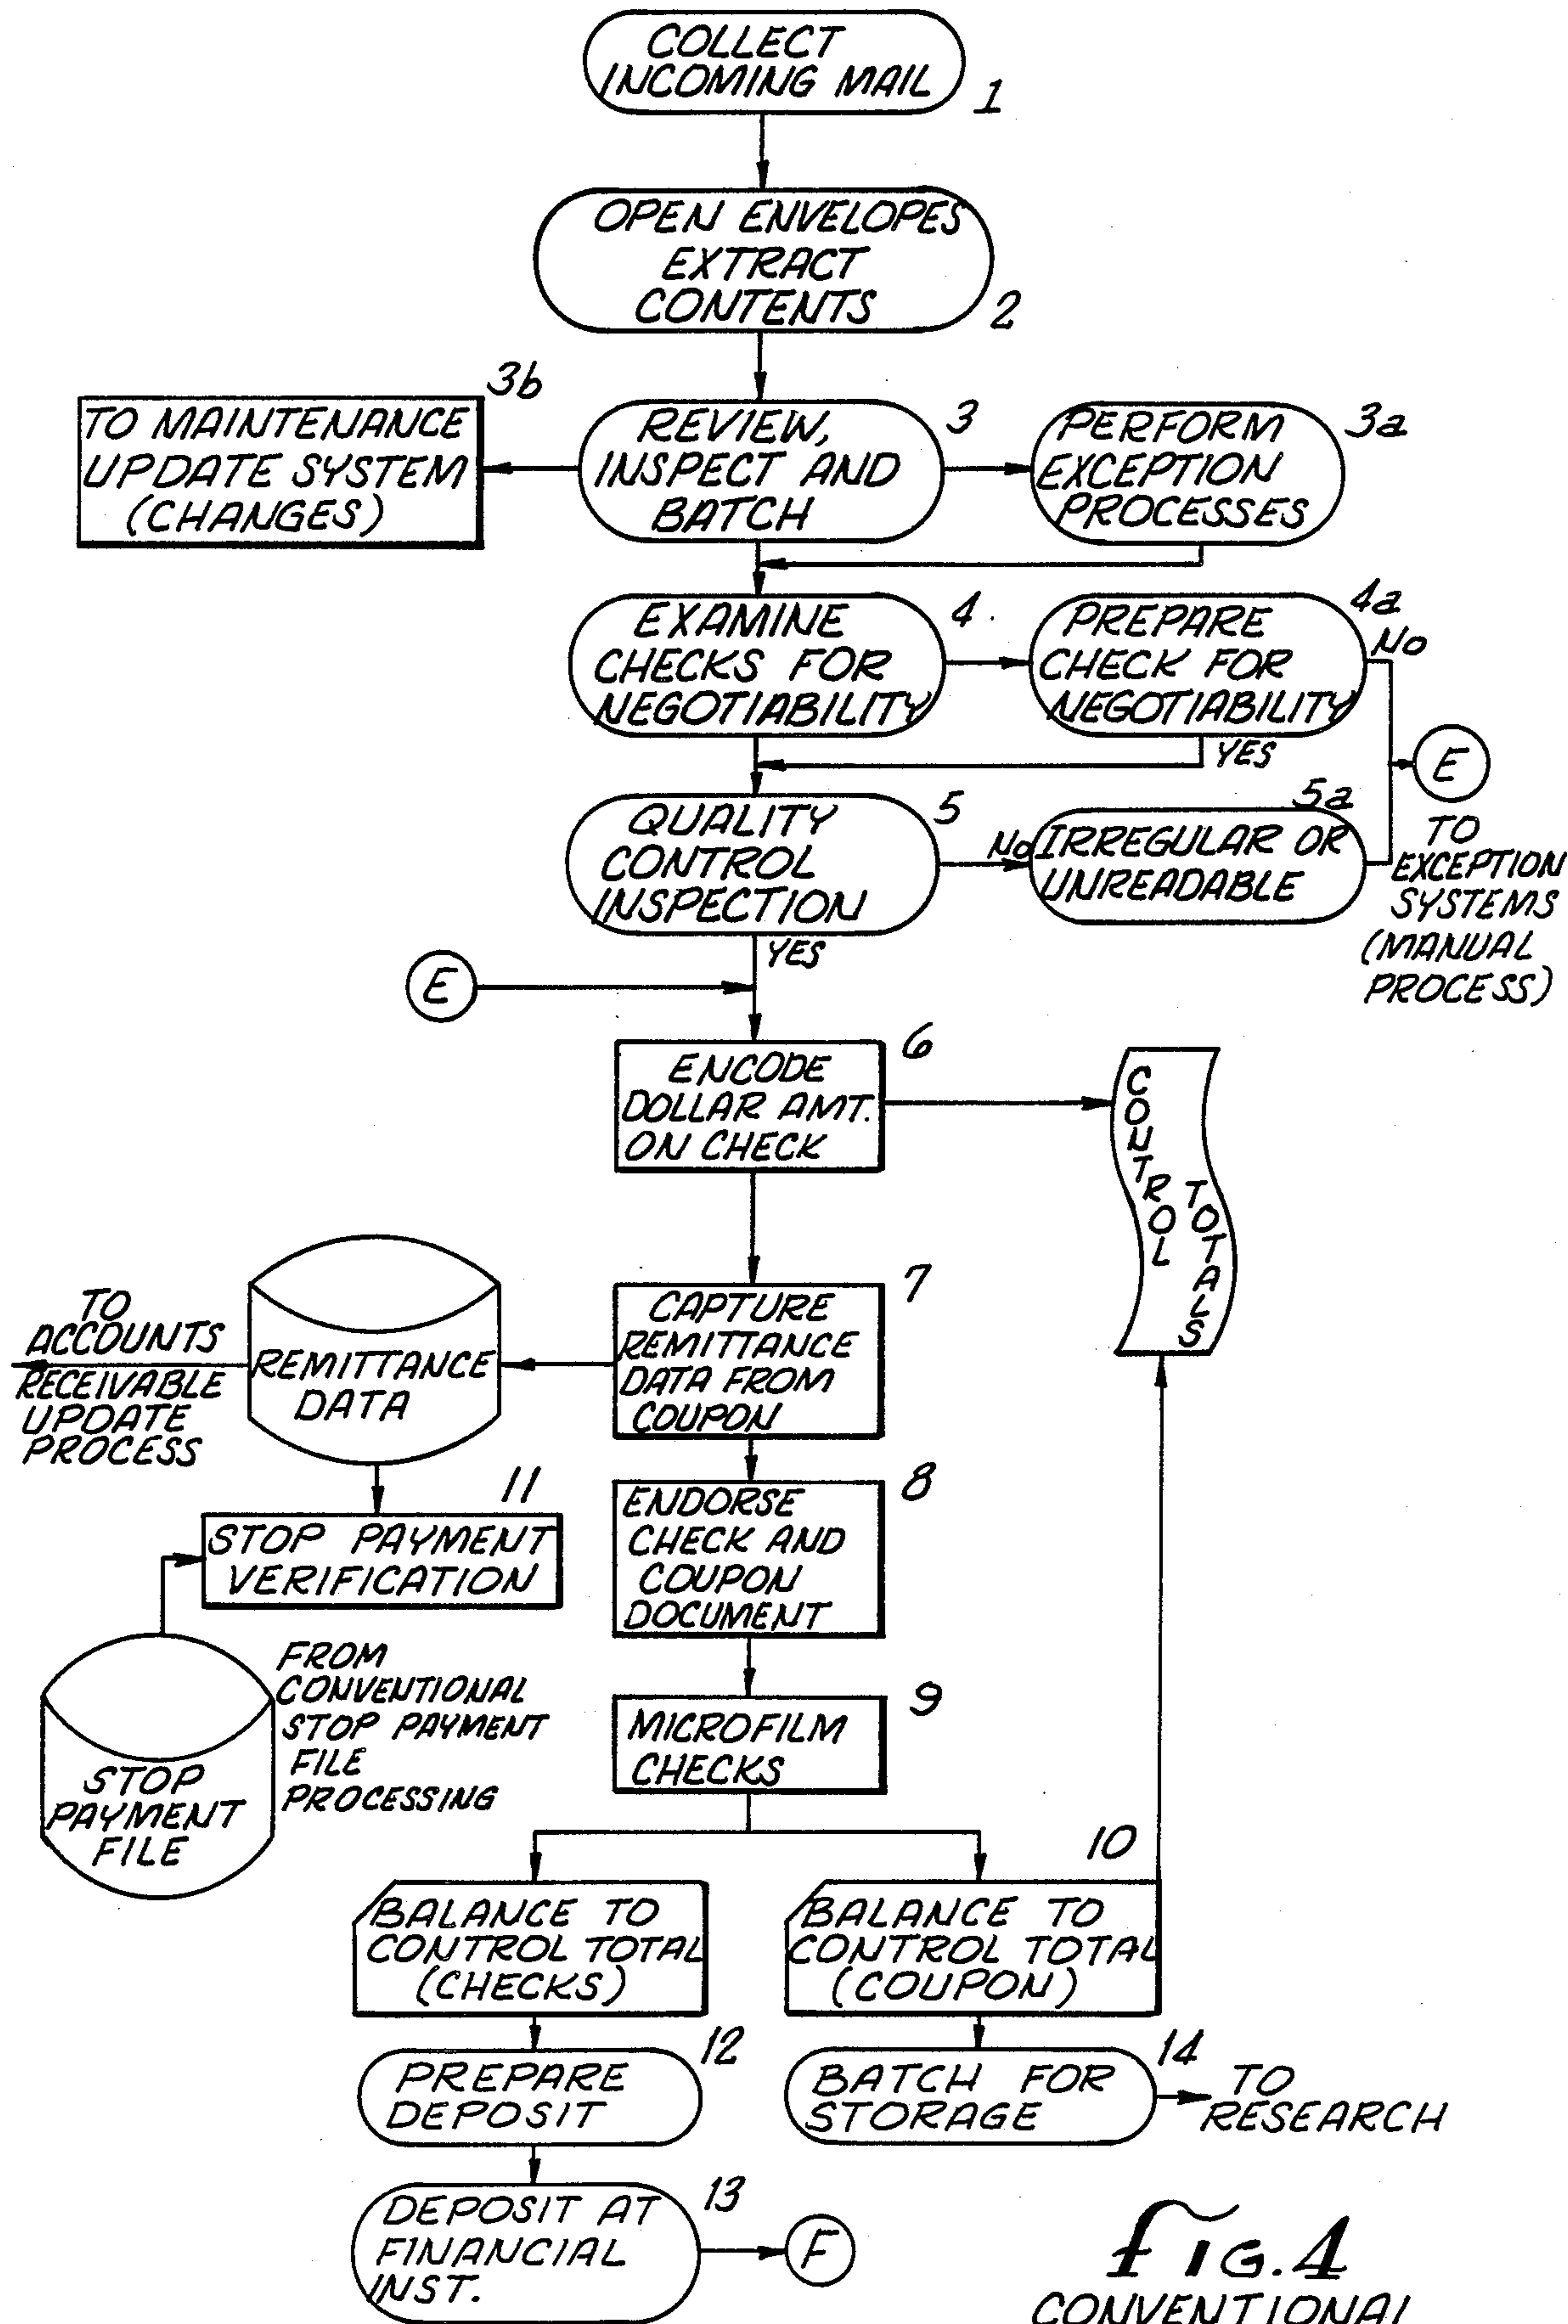 COLLECT
INCOMING MAIL
1
OPEN ENVELOPES
EXTRACT
CONTENTS
2
3b
TO MAINTENANCE
UPDATE SYSTEM
(CHANGES)
REVIEW,
INSPECT AND
BATCH
3
PERFORM
EXCEPTION
PROCESSES
3a
EXAMINE
CHECKS FOR
NEGOTIABILITY
4
PREPARE
CHECK FOR
NEGOTIABILITY
4a
NO
YES
E
TO
EXCEPTION
SYSTEMS
(MANUAL
PROCESS)
QUALITY
CONTROL
INSPECTION
5
NO
5a
IRREGULAR OR
UNREADABLE
YES
E
ENCODE
DOLLAR AMT.
ON CHECK
6
CONTROL
TOTALS
CAPTURE
REMITTANCE
DATA FROM
COUPON
7
REMITTANCE
DATA
TO
ACCOUNTS
RECEIVABLE
UPDATE
PROCESS
11
STOP PAYMENT
VERIFICATION
ENDORSE
CHECK AND
COUPON
DOCUMENT
8
STOP
PAYMENT
FILE
FROM
CONVENTIONAL
STOP PAYMENT
FILE
PROCESSING
MICROFILM
CHECKS
9
BALANCE TO
CONTROL TOTAL
(CHECKS)
10
BALANCE TO
CONTROL TOTAL
(COUPON)
PREPARE
DEPOSIT
12
BATCH FOR
STORAGE
14
TO
RESEARCH
DEPOSIT AT
FINANCIAL
INST.
13
F
FIG.4
CONVENTIONAL